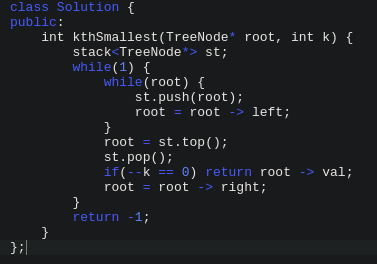 class Solution {
public:
    int kthSmallest(TreeNode* root, int k) {
        stack<TreeNode*> st;
        while(1) {
            while(root) {
                st.push(root);
                root = root -> left;
            }
            root = st.top();
            st.pop();
            if(--k == 0) return root -> val;
            root = root -> right;
        }
        return -1;
    }
};